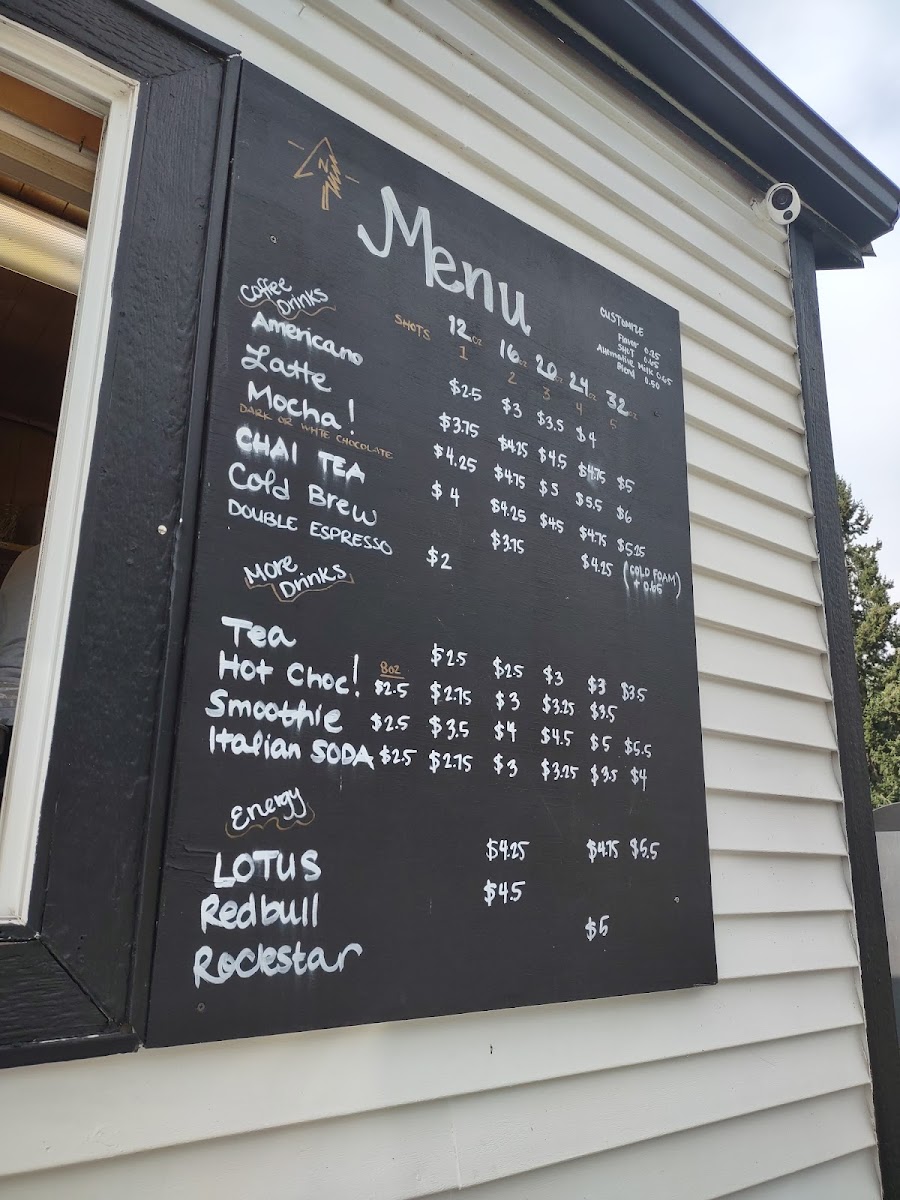 N
Menu
CUSTOMIZE
Flavor 0.25
SHOT 0.65
Alternative Milk 0.65
Blend 0.50
Coffee Drinks
12oz 16oz 20oz 24oz 32oz
SHOTS 1 2 3 4 5
Americano $2.5 $3 $3.5 $4
Latte $3.75 $4.25 $4.5 $4.75 $5
Mocha! $4.25 $4.75 $5 $5.5 $6
DARK OR WHITE CHOCOLATE
CHAI TEA $4 $4.25 $4.5 $4.75 $5.25
Cold Brew $3.75 $4.25 (COLD FOAM + 0.65)
DOUBLE ESPRESSO $2
More Drinks
Tea $2.5 $2.5 $3 $3 $3.5
8oz
Hot Choc! $2.5 $2.75 $3 $3.25 $3.5
Smoothie $2.5 $3.5 $4 $4.5 $5 $5.5
Italian SODA $2.5 $2.75 $3 $3.25 $3.5 $4
Energy
LOTUS $4.25 $4.75 $5.5
Redbull $4.5
Rockstar $5